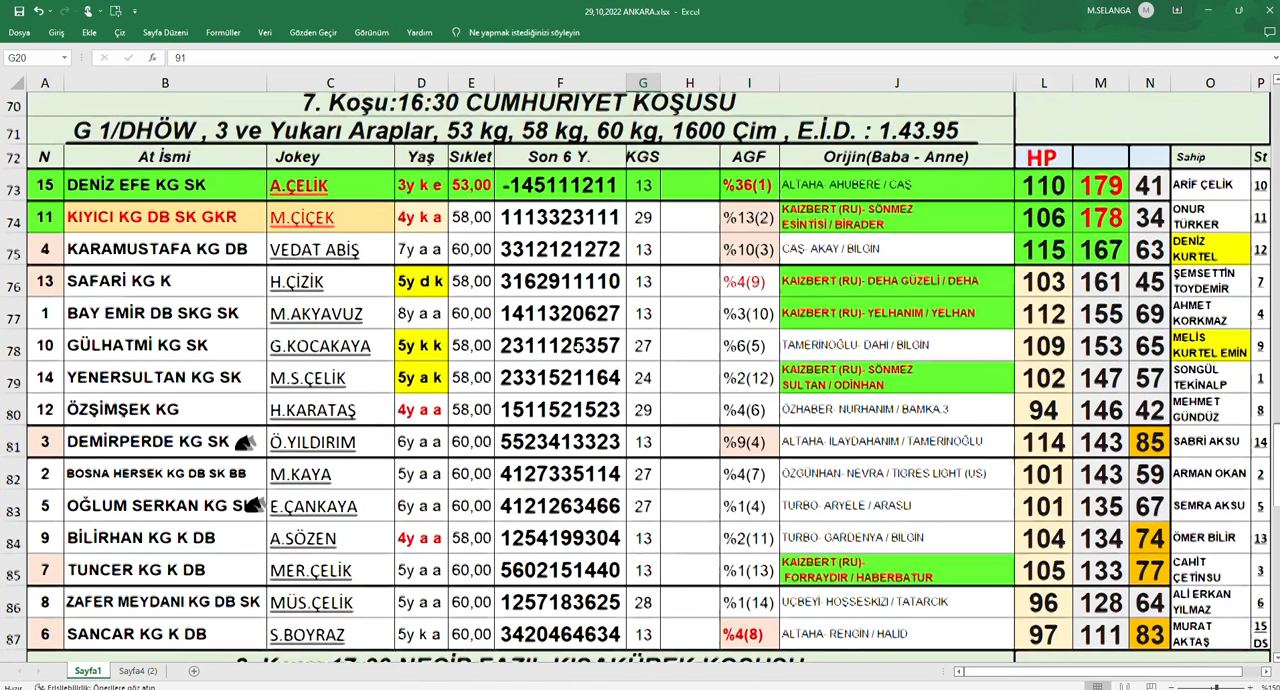 29,10,2022 ANKARA.xlsx - Excel
M.SELANGA M
Dosya Giriş Ekle Çiz Sayfa Düzeni Formüller Veri Gözden Geçir Görünüm Yardım Ne yapmak istediğinizi söyleyin
G20 fx 91
A B C D E F G H I J L M N O P
70 7. Koşu:16:30 CUMHURIYET KOŞUSU
71 G 1/DHÖW , 3 ve Yukarı Araplar, 53 kg, 58 kg, 60 kg, 1600 Çim , E.İ.D. : 1.43.95
72 N At İsmi Jokey Yaş Sıklet Son 6 Y. KGS AGF Orijin(Baba - Anne) HP Sahip St
73 15 DENİZ EFE KG SK A.ÇELİK 3y k e 53,00 -145111211 13 %36(1) ALTAHA- AHUBERE / CAŞ 110 179 41 ARİF ÇELİK 10
74 11 KIYICI KG DB SK GKR M.ÇİÇEK 4y k a 58,00 1113323111 29 %13(2) KAIZBERT (RU)- SÖNMEZ ESİNTİSİ / BİRADER 106 178 34 ONUR TÜRKER 11
75 4 KARAMUSTAFA KG DB VEDAT ABİŞ 7y k a 60,00 3312121272 13 %10(3) CAŞ- AKAY / BILGIN 115 167 63 DENİZ KURTEL 12
76 13 SAFARİ KG K H.ÇİZİK 5y d k 58,00 3162911110 13 %4(9) KAIZBERT (RU)- DEHA GÜZELİ / DEHA 103 161 45 ŞEMSETTİN TOYDEMİR 7
77 1 BAY EMİR DB SKG SK M.AKYAVUZ 8y a a 60,00 1411320627 13 %3(10) KAIZBERT (RU)- YELHANIM / YELHAN 112 155 69 AHMET KORKMAZ 4
78 10 GÜLHATMİ KG SK G.KOCAKAYA 5y k k 58,00 2311125357 27 %6(5) TAMERINOĞLU- DAHI / BILGIN 109 153 65 MELİS KURTEL EMİN 9
79 14 YENERSULTAN KG SK M.S.ÇELİK 5y a k 58,00 2331521164 24 %2(12) KAIZBERT (RU)- SÖNMEZ SULTAN / ODİNHAN 102 147 57 SONGÜL TEKİNALP 1
80 12 ÖZŞİMŞEK KG H.KARATAŞ 4y a a 58,00 1511521523 29 %4(6) ÖZHABER- NURHANIM / BAMKA.3 94 146 42 MEHMET GÜNDÜZ 8
81 3 DEMİRPERDE KG SK Ö.YILDIRIM 6y a a 60,00 5523413323 13 %9(4) ALTAHA- ILAYDAHANIM / TAMERINOĞLU 114 143 85 SABRİ AKSU 14
82 2 BOSNA HERSEK KG DB SK BB M.KAYA 5y a a 60,00 4127335114 27 %4(7) ÖZGÜNHAN- NEVRA / TIGRES LIGHT (US) 101 143 59 ARMAN OKAN 2
83 5 OĞLUM SERKAN KG SK E.ÇANKAYA 6y a a 60,00 4121263466 27 %1(4) TURBO- ARYELE / ARASLI 101 135 67 SEMRA AKSU 5
84 9 BİLİRHAN KG K DB A.SÖZEN 4y a a 60,00 1254199304 13 %2(11) TURBO- GARDENYA / BILGIN 104 134 74 ÖMER BİLİR 13
85 7 TUNCER KG K DB MER.ÇELİK 5y a a 60,00 5602151440 13 %1(13) KAIZBERT (RU)- FORRAYDIR / HABERBATUR 105 133 77 CAHİT ÇETİNSU 3
86 8 ZAFER MEYDANI KG DB SK MÜS.ÇELİK 5y a a 60,00 1257183625 28 %1(14) UÇBEYI- HOŞSESKIZI / TATARCIK 96 128 64 ALİ ERKAN YILMAZ 6
87 6 SANCAR KG K DB S.BOYRAZ 5y k a 60,00 3420464634 13 %4(8) ALTAHA- RENGIN / HALID 97 111 83 MURAT AKTAŞ 15 DS
8. Koşu:17:00 NECİP FAZIL KISAKÜREK KOŞUSU
Sayfa1 Sayfa4 (2)
Hazır Erişilebilirlik: Önerilere göz atın %150